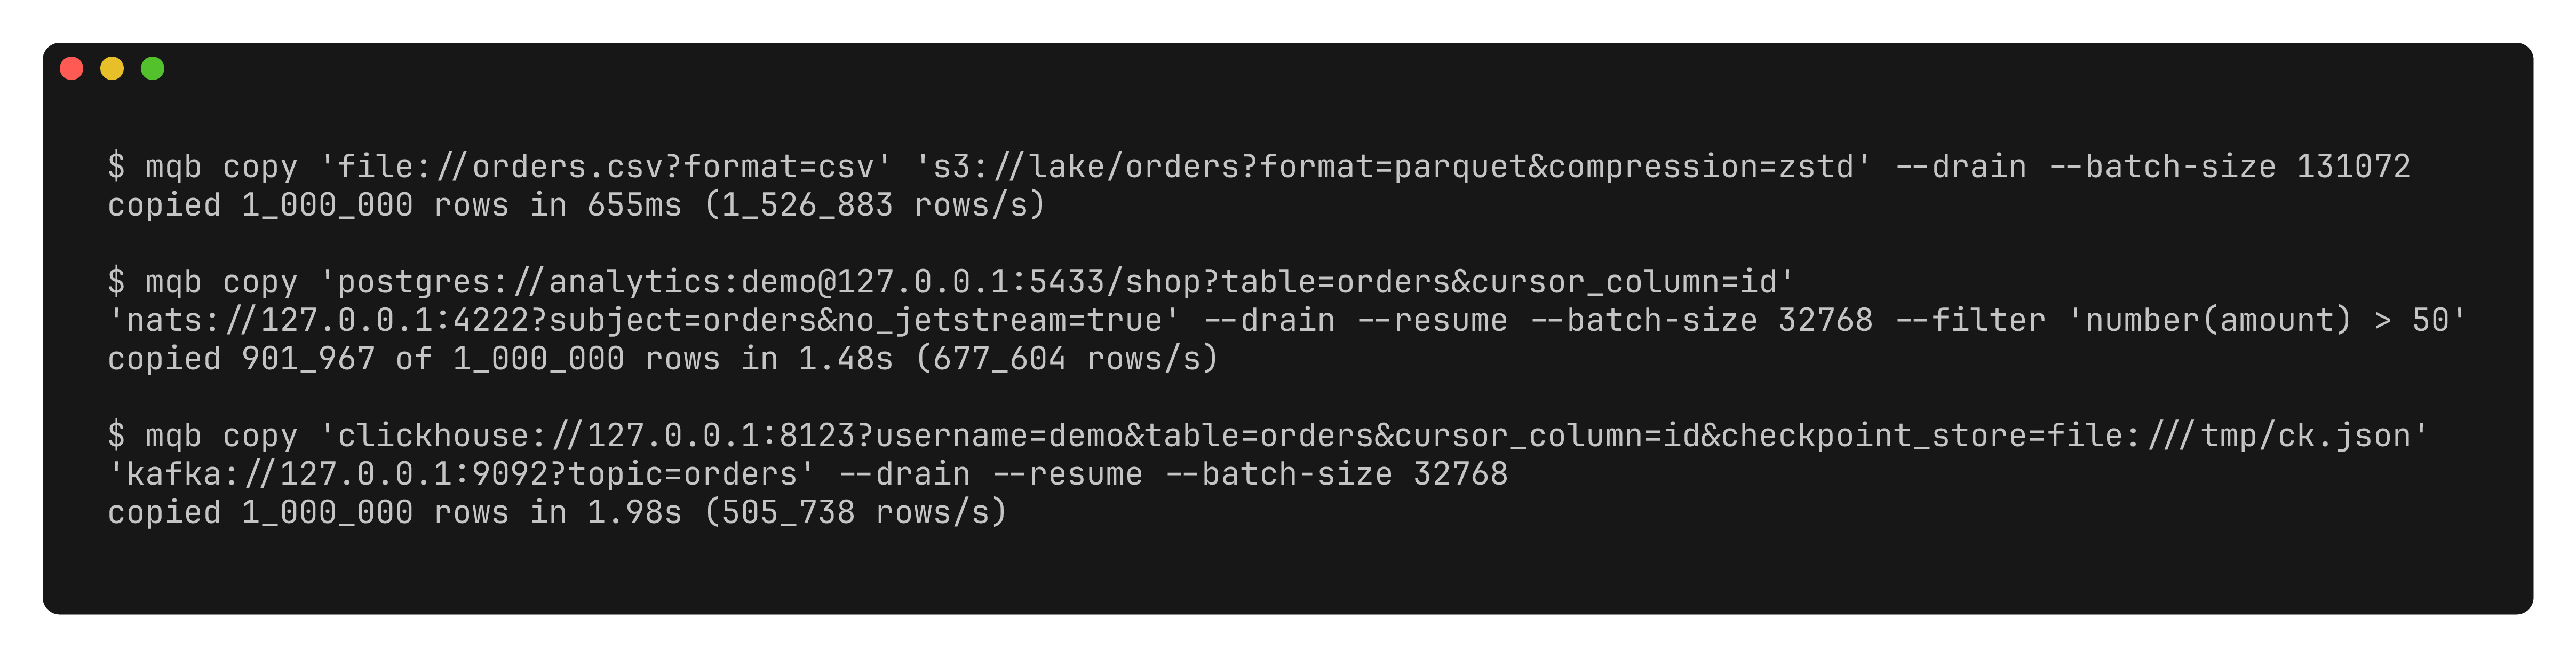 $ mqb copy 'file://orders.csv?format=csv' 's3://lake/orders?format=parquet&compression=zstd' --drain --batch-size 131072
copied 1_000_000 rows in 655ms (1_526_883 rows/s)
$ mqb copy 'postgres://analytics:demo@127.0.0.1:5433/shop?table=orders&cursor_column=id'
'nats://127.0.0.1:4222?subject=orders&no_jetstream=true' --drain --resume --batch-size 32768 --filter 'number(amount) > 50'
copied 901_967 of 1_000_000 rows in 1.48s (677_604 rows/s)
$ mqb copy 'clickhouse://127.0.0.1:8123?username=demo&table=orders&cursor_column=id&checkpoint_store=file:///tmp/ck.json'
'kafka://127.0.0.1:9092?topic=orders' --drain --resume --batch-size 32768
copied 1_000_000 rows in 1.98s (505_738 rows/s)